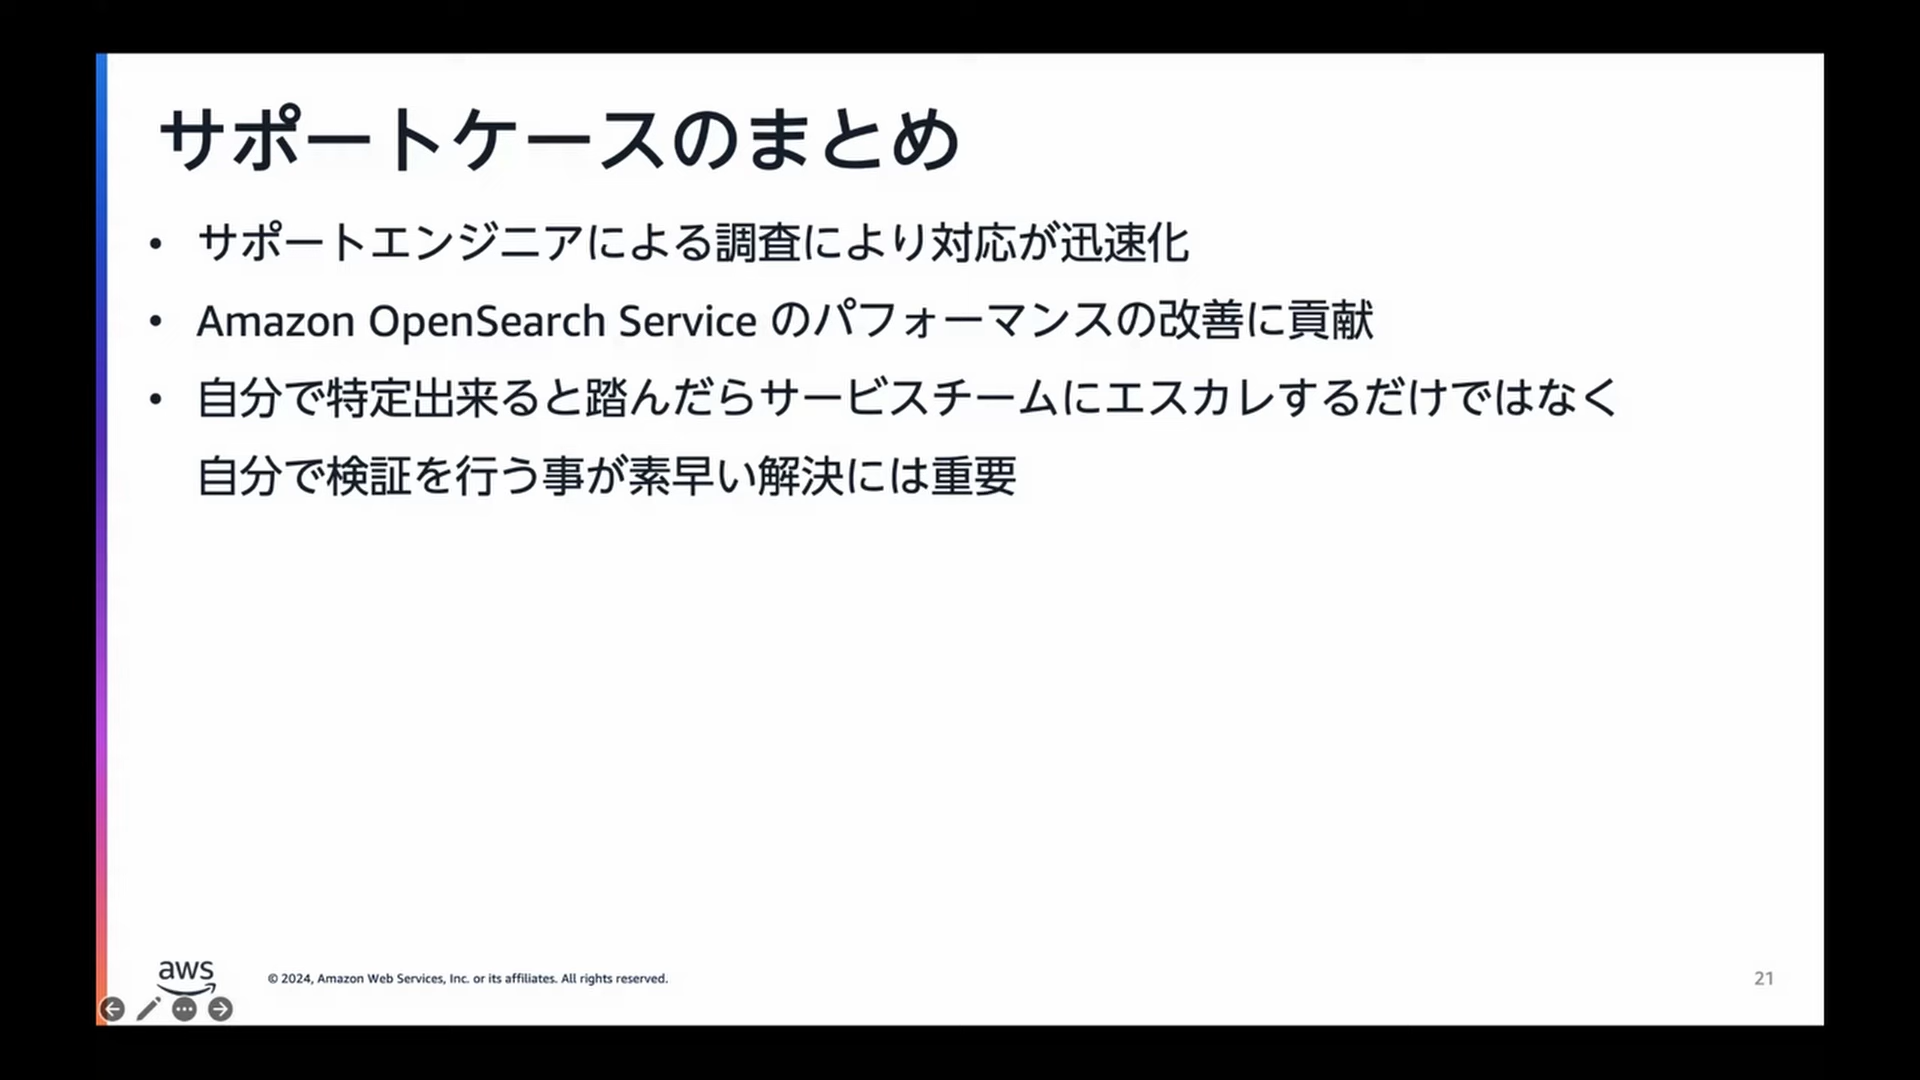 サポートケースのまとめ
• サポートエンジニアによる調査により対応が迅速化
• Amazon OpenSearch Service のパフォーマンスの改善に貢献
• 自分で特定出来ると踏んだらサービスチームにエスカレするだけではなく
自分で検証を行う事が素早い解決には重要
aws
© 2024, Amazon Web Services, Inc. or its affiliates. All rights reserved.
21